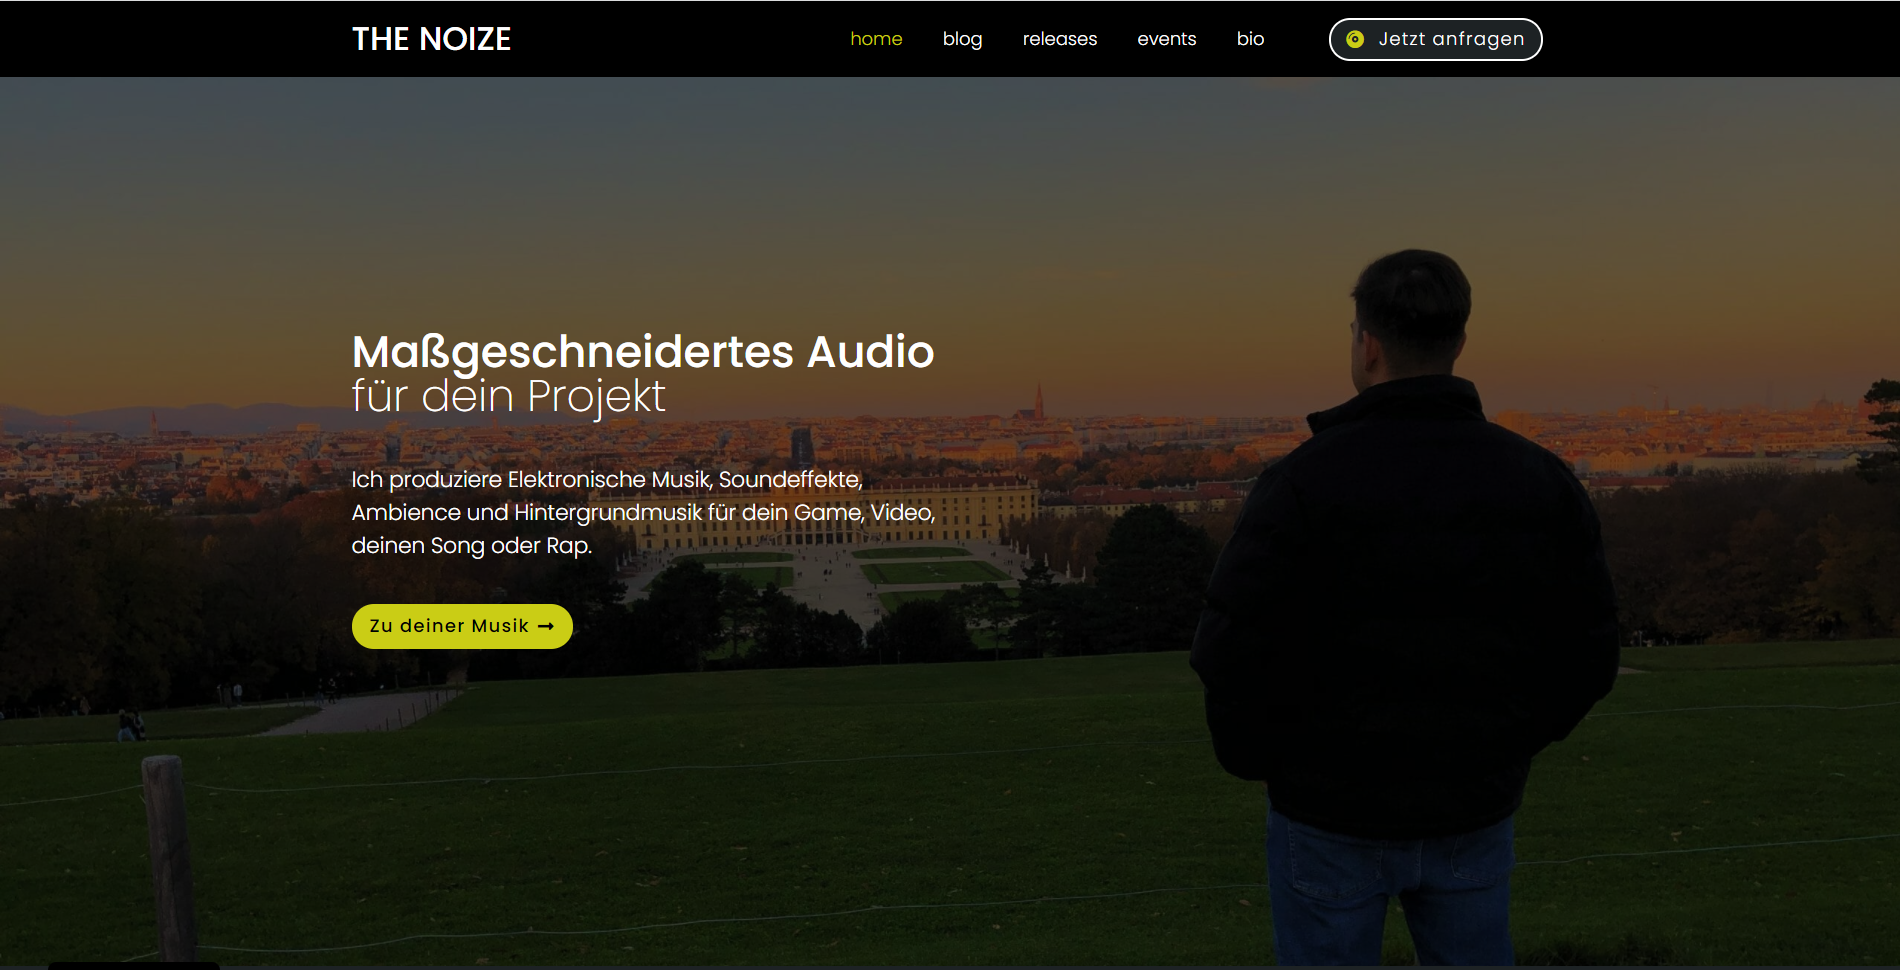 THE NOIZE
home
blog
releases
events
bio
Jetzt anfragen
Maßgeschneidertes Audio
für dein Projekt
Ich produziere Elektronische Musik, Soundeffekte,
Ambience und Hintergrundmusik für dein Game, Video,
deinen Song oder Rap.
Zu deiner Musik